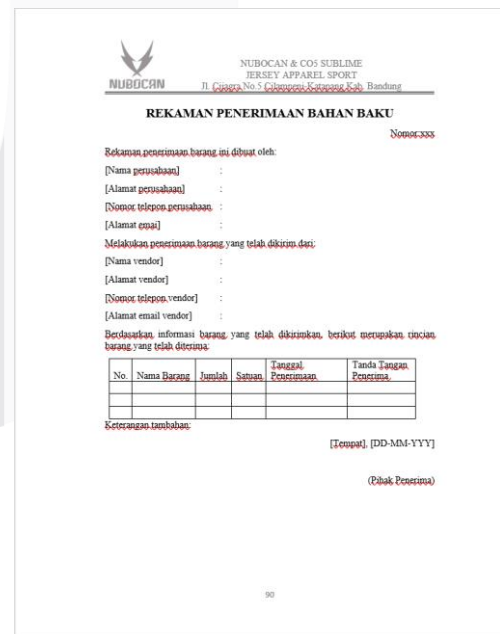 NUBOCAN
NUBOCAN & CO5 SUBLIME
JERSEY APPAREL SPORT
Jl. Cijagra No.5 Cilampeni-Katapang Kab. Bandung
REKAMAN PENERIMAAN BAHAN BAKU
Nomor:xxx
Rekaman penerimaan barang ini dibuat oleh:
[Nama perusahaan] :
[Alamat perusahaan] :
[Nomor telepon perusahaan :
[Alamat emai] :
Melakukan penerimaan barang yang telah dikirim dari:
[Nama vendor] :
[Alamat vendor] :
[Nomor telepon vendor] :
[Alamat email vendor] :
Berdasarkan informasi barang yang telah dikirimkan, berikut merupakan rincian
barang yang telah diterima:
No. Nama Barang Jumlah Satuan Tanggal Penerimaan Tanda Tangan Penerima
Keterangan tambahan:
[Tempat], [DD-MM-YYY]
(Pihak Penerima)
90